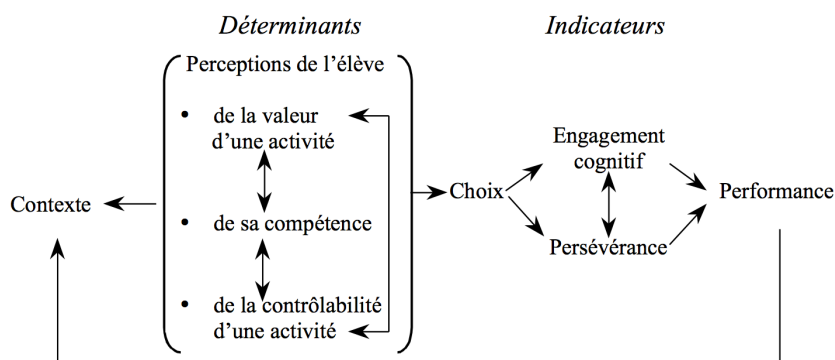 Déterminants
Indicateurs
Perceptions de l'élève
• de la valeur
d'une activité
• de sa compétence
• de la contrôlabilité
d'une activité
Contexte
Choix
Engagement
cognitif
Persévérance
Performance